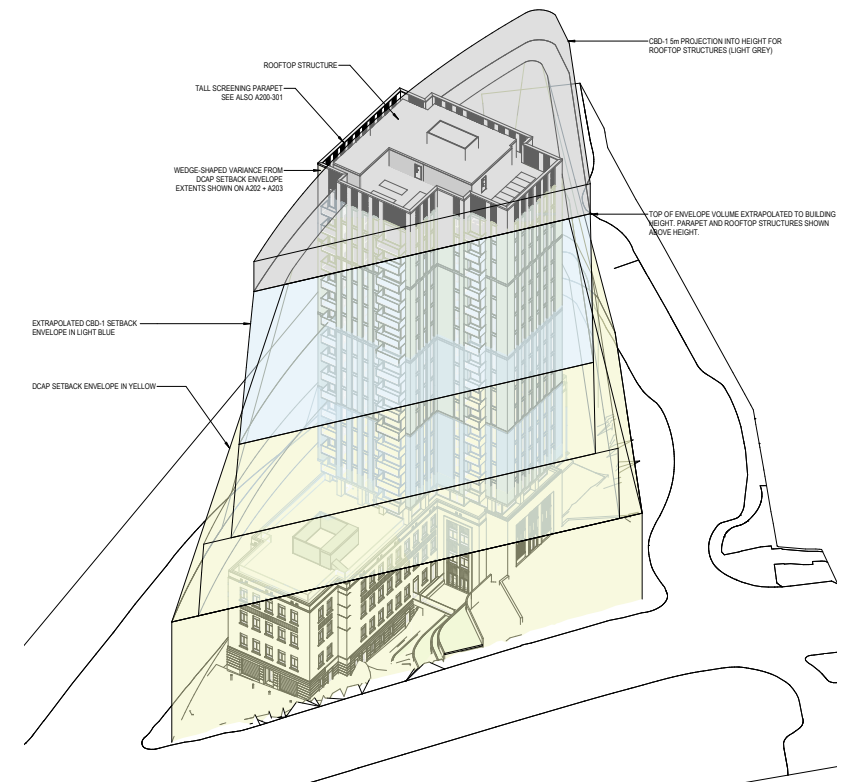 CBD-1 5m PROJECTION INTO HEIGHT FOR
ROOFTOP STRUCTURES (LIGHT GREY)
ROOFTOP STRUCTURE
TALL SCREENING PARAPET
SEE ALSO A200-301
WEDGE-SHAPED VARIANCE FROM
DCAP SETBACK ENVELOPE
EXTENTS SHOWN ON A202 + A203
TOP OF ENVELOPE VOLUME EXTRAPOLATED TO BUILDING
HEIGHT. PARAPET AND ROOFTOP STRUCTURES SHOWN
ABOVE HEIGHT.
EXTRAPOLATED CBD-1 SETBACK
ENVELOPE IN LIGHT BLUE
DCAP SETBACK ENVELOPE IN YELLOW